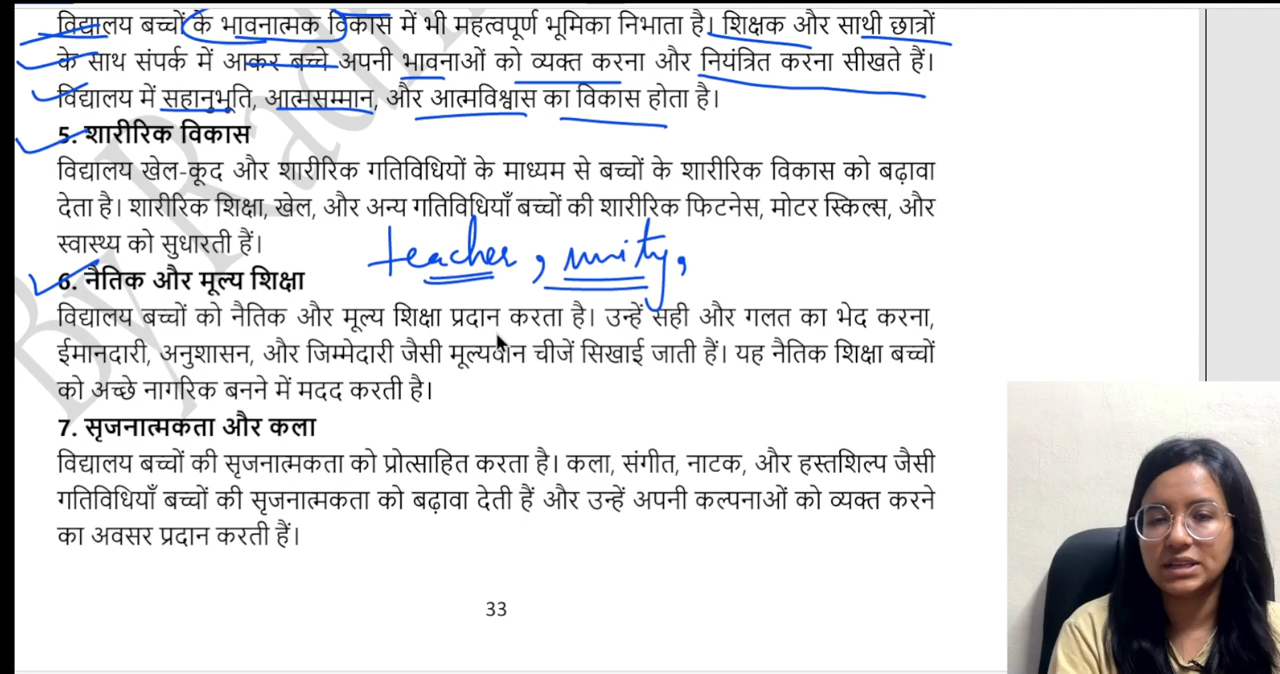 विद्यालय बच्चों के भावनात्मक विकास में भी महत्वपूर्ण भूमिका निभाता है। शिक्षक और साथी छात्रों
के साथ संपर्क में आकर बच्चे अपनी भावनाओं को व्यक्त करना और नियंत्रित करना सीखते हैं।
विद्यालय में सहानुभूति, आत्मसम्मान, और आत्मविश्वास का विकास होता है।
5. शारीरिक विकास
विद्यालय खेल-कूद और शारीरिक गतिविधियों के माध्यम से बच्चों के शारीरिक विकास को बढ़ावा
देता है। शारीरिक शिक्षा, खेल, और अन्य गतिविधियाँ बच्चों की शारीरिक फिटनेस, मोटर स्किल्स, और
स्वास्थ्य को सुधारती हैं।
teacher, unity,
6. नैतिक और मूल्य शिक्षा
विद्यालय बच्चों को नैतिक और मूल्य शिक्षा प्रदान करता है। उन्हें सही और गलत का भेद करना,
ईमानदारी, अनुशासन, और जिम्मेदारी जैसी मूल्यवान चीजें सिखाई जाती हैं। यह नैतिक शिक्षा बच्चों
को अच्छे नागरिक बनने में मदद करती है।
7. सृजनात्मकता और कला
विद्यालय बच्चों की सृजनात्मकता को प्रोत्साहित करता है। कला, संगीत, नाटक, और हस्तशिल्प जैसी
गतिविधियाँ बच्चों की सृजनात्मकता को बढ़ावा देती हैं और उन्हें अपनी कल्पनाओं को व्यक्त करने
का अवसर प्रदान करती हैं।
33